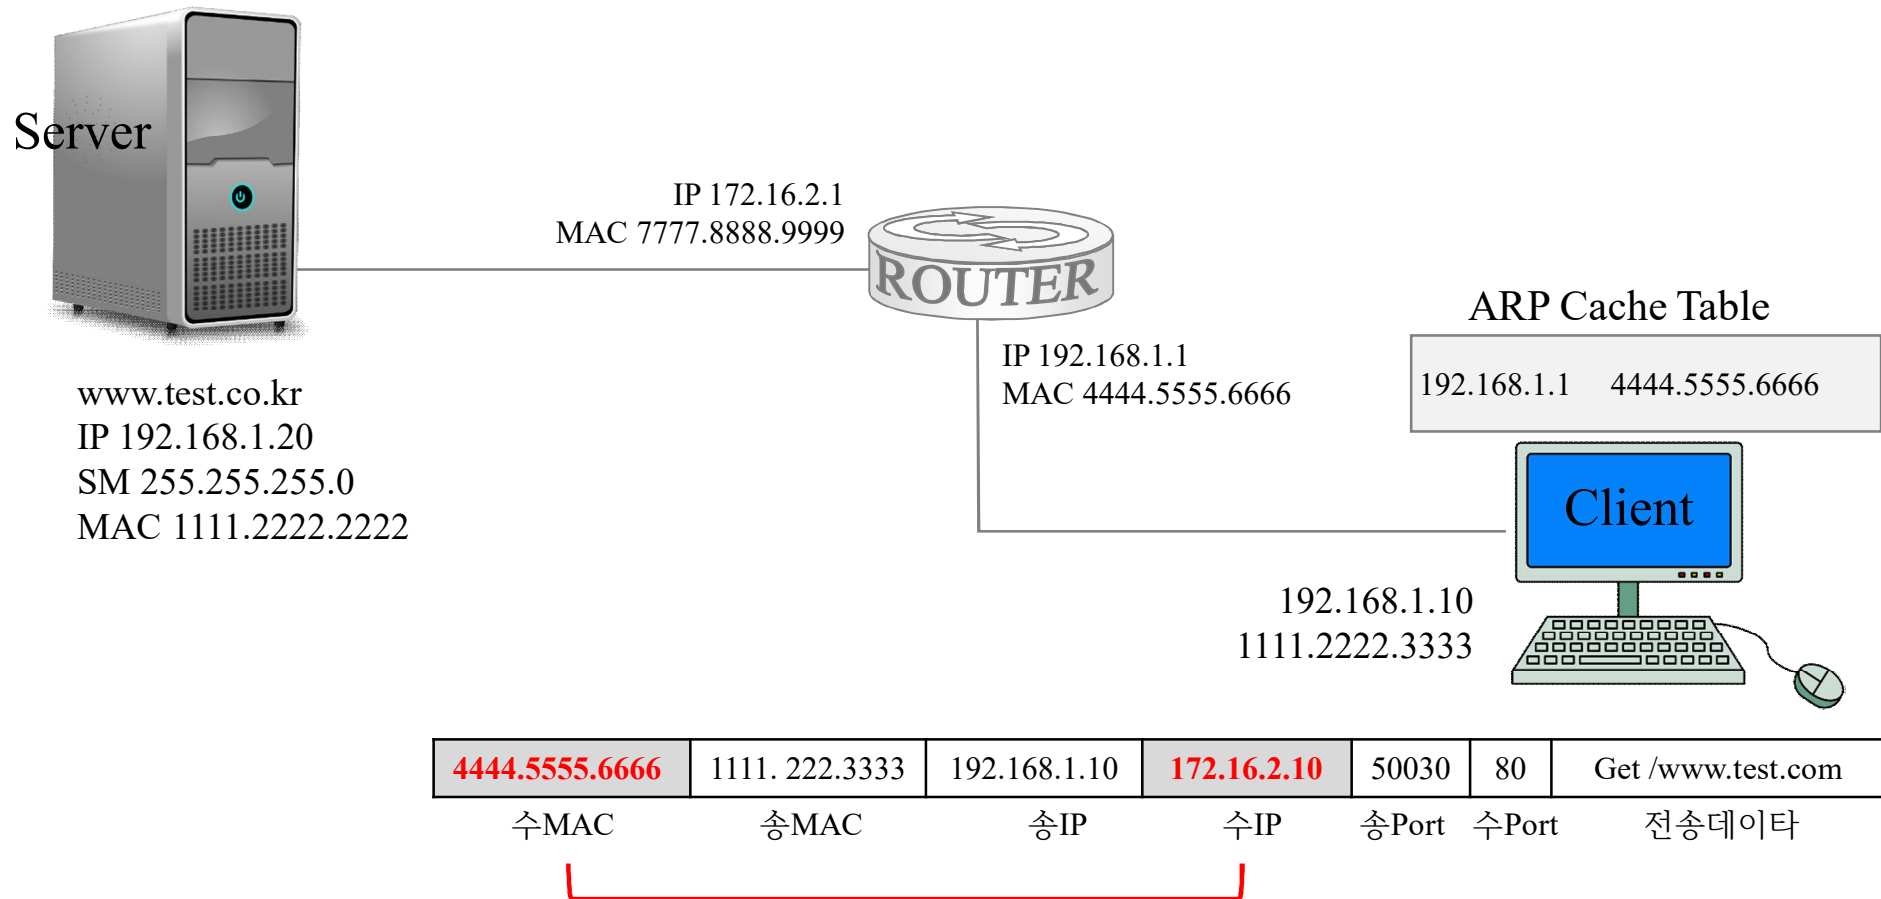 Server
IP 172.16.2.1
MAC 7777.8888.9999
ROUTER
ARP Cache Table
192.168.1.1 4444.5555.6666
IP 192.168.1.1
MAC 4444.5555.6666
www.test.co.kr
IP 192.168.1.20
SM 255.255.255.0
MAC 1111.2222.2222
Client
192.168.1.10
1111.2222.3333
4444.5555.6666 1111. 222.3333 192.168.1.10 172.16.2.10 50030 80 Get /www.test.com
수MAC 송MAC 송IP 수IP 송Port 수Port 전송데이타